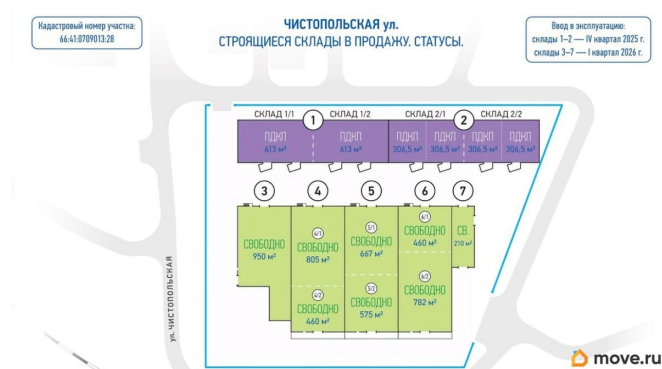 Кадастровый номер участка:
66:41:0709013:28
ЧИСТОПОЛЬСКАЯ ул.
СТРОЯЩИЕСЯ СКЛАДЫ В ПРОДАЖУ. СТАТУСЫ.
Ввод в эксплуатацию:
склады 1–2 — IV квартал 2025 г.
склады 3–7 — I квартал 2026 г.
СКЛАД 1/1
1
СКЛАД 1/2
СКЛАД 2/1
2
СКЛАД 2/2
ПДКП
613 м²
ПДКП
613 м²
ПДКП
306,5 м²
ПДКП
306,5 м²
ПДКП
306,5 м²
ПДКП
306,5 м²
3
4
5
6
7
СВОБОДНО
950 м²
4/1
СВОБОДНО
805 м²
5/1
СВОБОДНО
667 м²
6/1
СВОБОДНО
460 м²
СВ.
210 м²
4/2
СВОБОДНО
460 м²
5/2
СВОБОДНО
575 м²
6/2
СВОБОДНО
782 м²
ул. ЧИСТОПОЛЬСКАЯ
move.ru